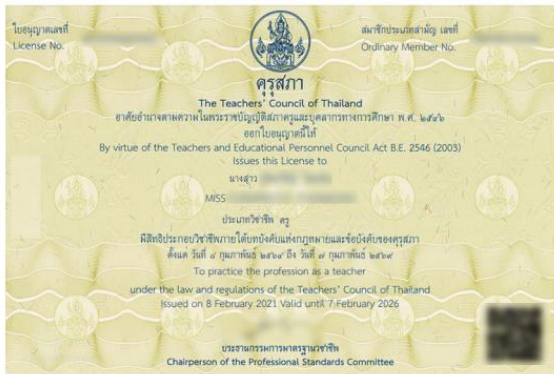 ใบอนุญาตเลขที่
License No.
สมาชิกประเภทสามัญ เลขที่
Ordinary Member No.
คุรุสภา
The Teachers' Council of Thailand
อาศัยอำนาจตามความในพระราชบัญญัติสภาครูและบุคลากรทางการศึกษา พ.ศ. ๒๕๔๖
ออกใบอนุญาตนี้ให้
By virtue of the Teachers and Educational Personnel Council Act B.E. 2546 (2003)
Issues this License to
นางสาว
MISS
ประเภทวิชาชีพ ครู
มีสิทธิประกอบวิชาชีพภายใต้บทบังคับแห่งกฎหมายและข้อบังคับของคุรุสภา
ตั้งแต่ วันที่ ๘ กุมภาพันธ์ ๒๕๖๔ ถึง วันที่ ๗ กุมภาพันธ์ ๒๕๖๙
To practice the profession as a teacher
under the law and regulations of the Teachers' Council of Thailand
Issued on 8 February 2021 Valid until 7 February 2026
ประธานกรรมการมาตรฐานวิชาชีพ
Chairperson of the Professional Standards Committee